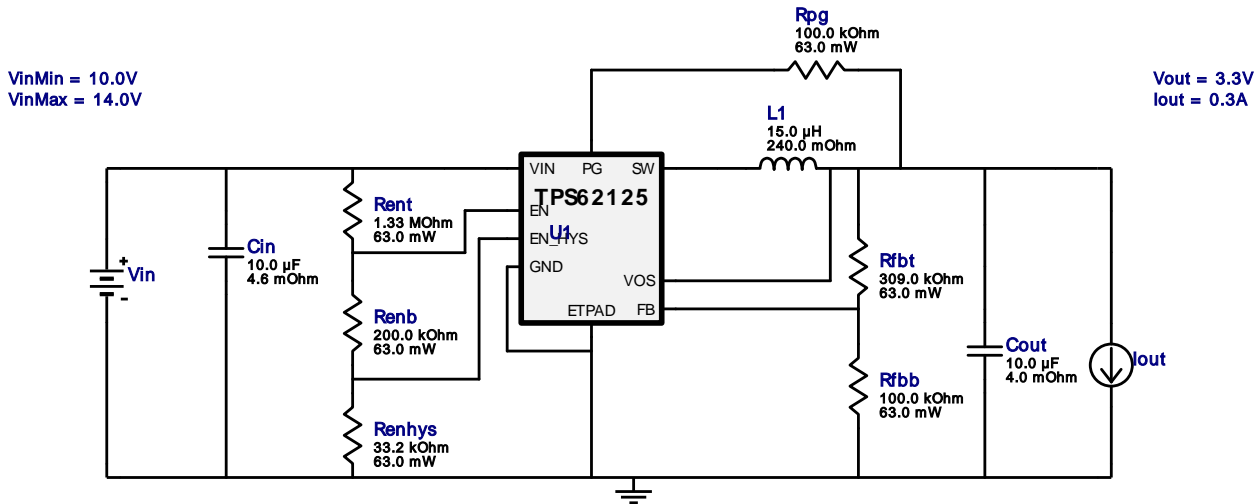 Rpg
100.0 kOhm
63.0 mW
VinMin = 10.0V
VinMax = 14.0V
Vout = 3.3V
Iout = 0.3A
L1
15.0 µH
240.0 mOhm
VIN PG SW
TPS62125
EN
U1
EN_HYS
GND
VOS
ETPAD FB
Rent
1.33 MOhm
63.0 mW
Cin
10.0 µF
4.6 mOhm
+
Vin
-
Rfbt
309.0 kOhm
63.0 mW
Renb
200.0 kOhm
63.0 mW
Cout
10.0 µF
4.0 mOhm
Iout
Rfbb
100.0 kOhm
63.0 mW
Renhys
33.2 kOhm
63.0 mW